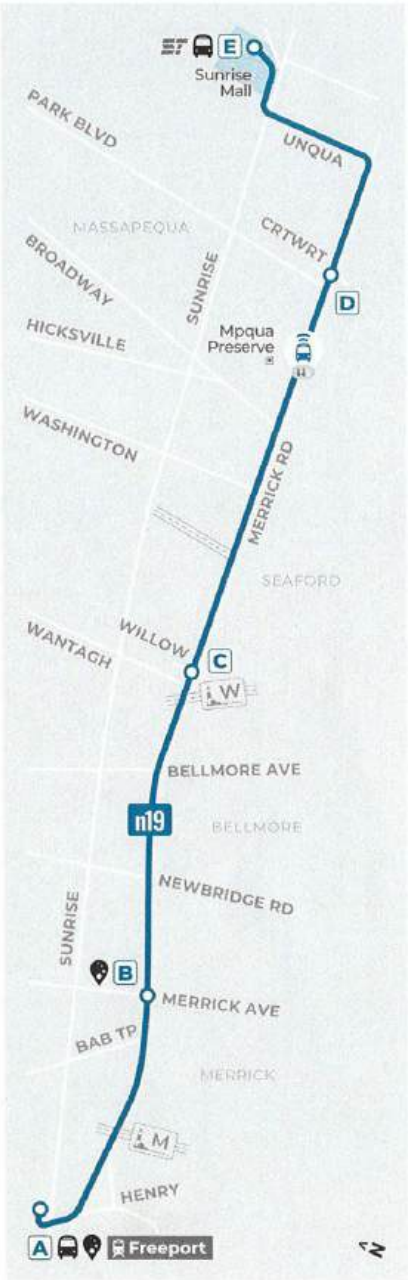 E
Sunrise
Mall
UNQUA
PARK BLVD
MASSAPEQUA
CRTWRT
BROADWAY
SUNRISE
D
Mpqua
Preserve
HICKSVILLE
WASHINGTON
MERRICK RD
SEAFORD
WILLOW
C
WANTAGH
W
BELLMORE AVE
n19
BELLMORE
NEWBRIDGE RD
SUNRISE
B
MERRICK AVE
BAB TP
MERRICK
M
HENRY
A
Freeport
N